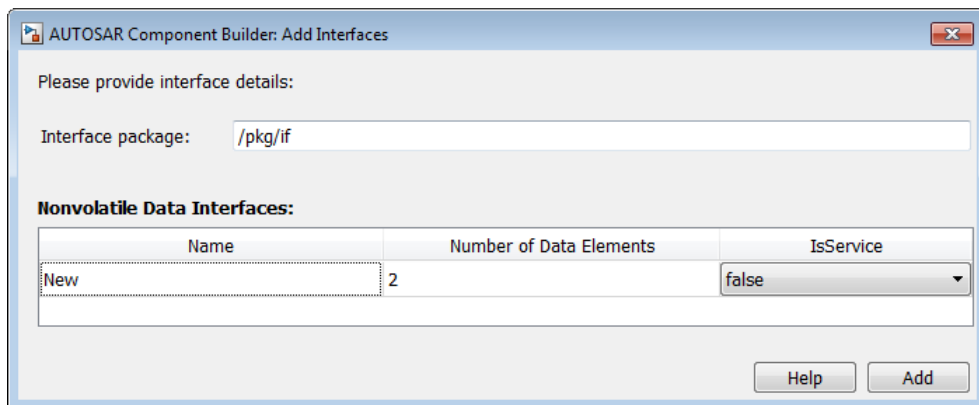 AUTOSAR Component Builder: Add Interfaces
Please provide interface details:
Interface package: /pkg/if
Nonvolatile Data Interfaces:
Name Number of Data Elements IsService
New 2 false
Help Add